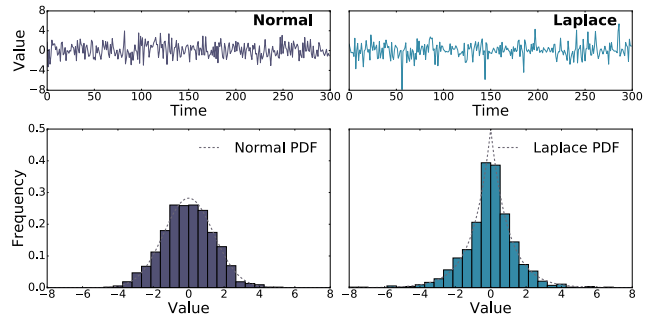 Normal
Laplace
Value
8
4
0
−4
−8
0 50 100 150 200 250 300
0 50 100 150 200 250 300
Time
Time
Frequency
0.5
0.4
0.3
0.2
0.1
0.0
Normal PDF
Laplace PDF
−8 −6 −4 −2 0 2 4 6 8
−8 −6 −4 −2 0 2 4 6 8
Value
Value